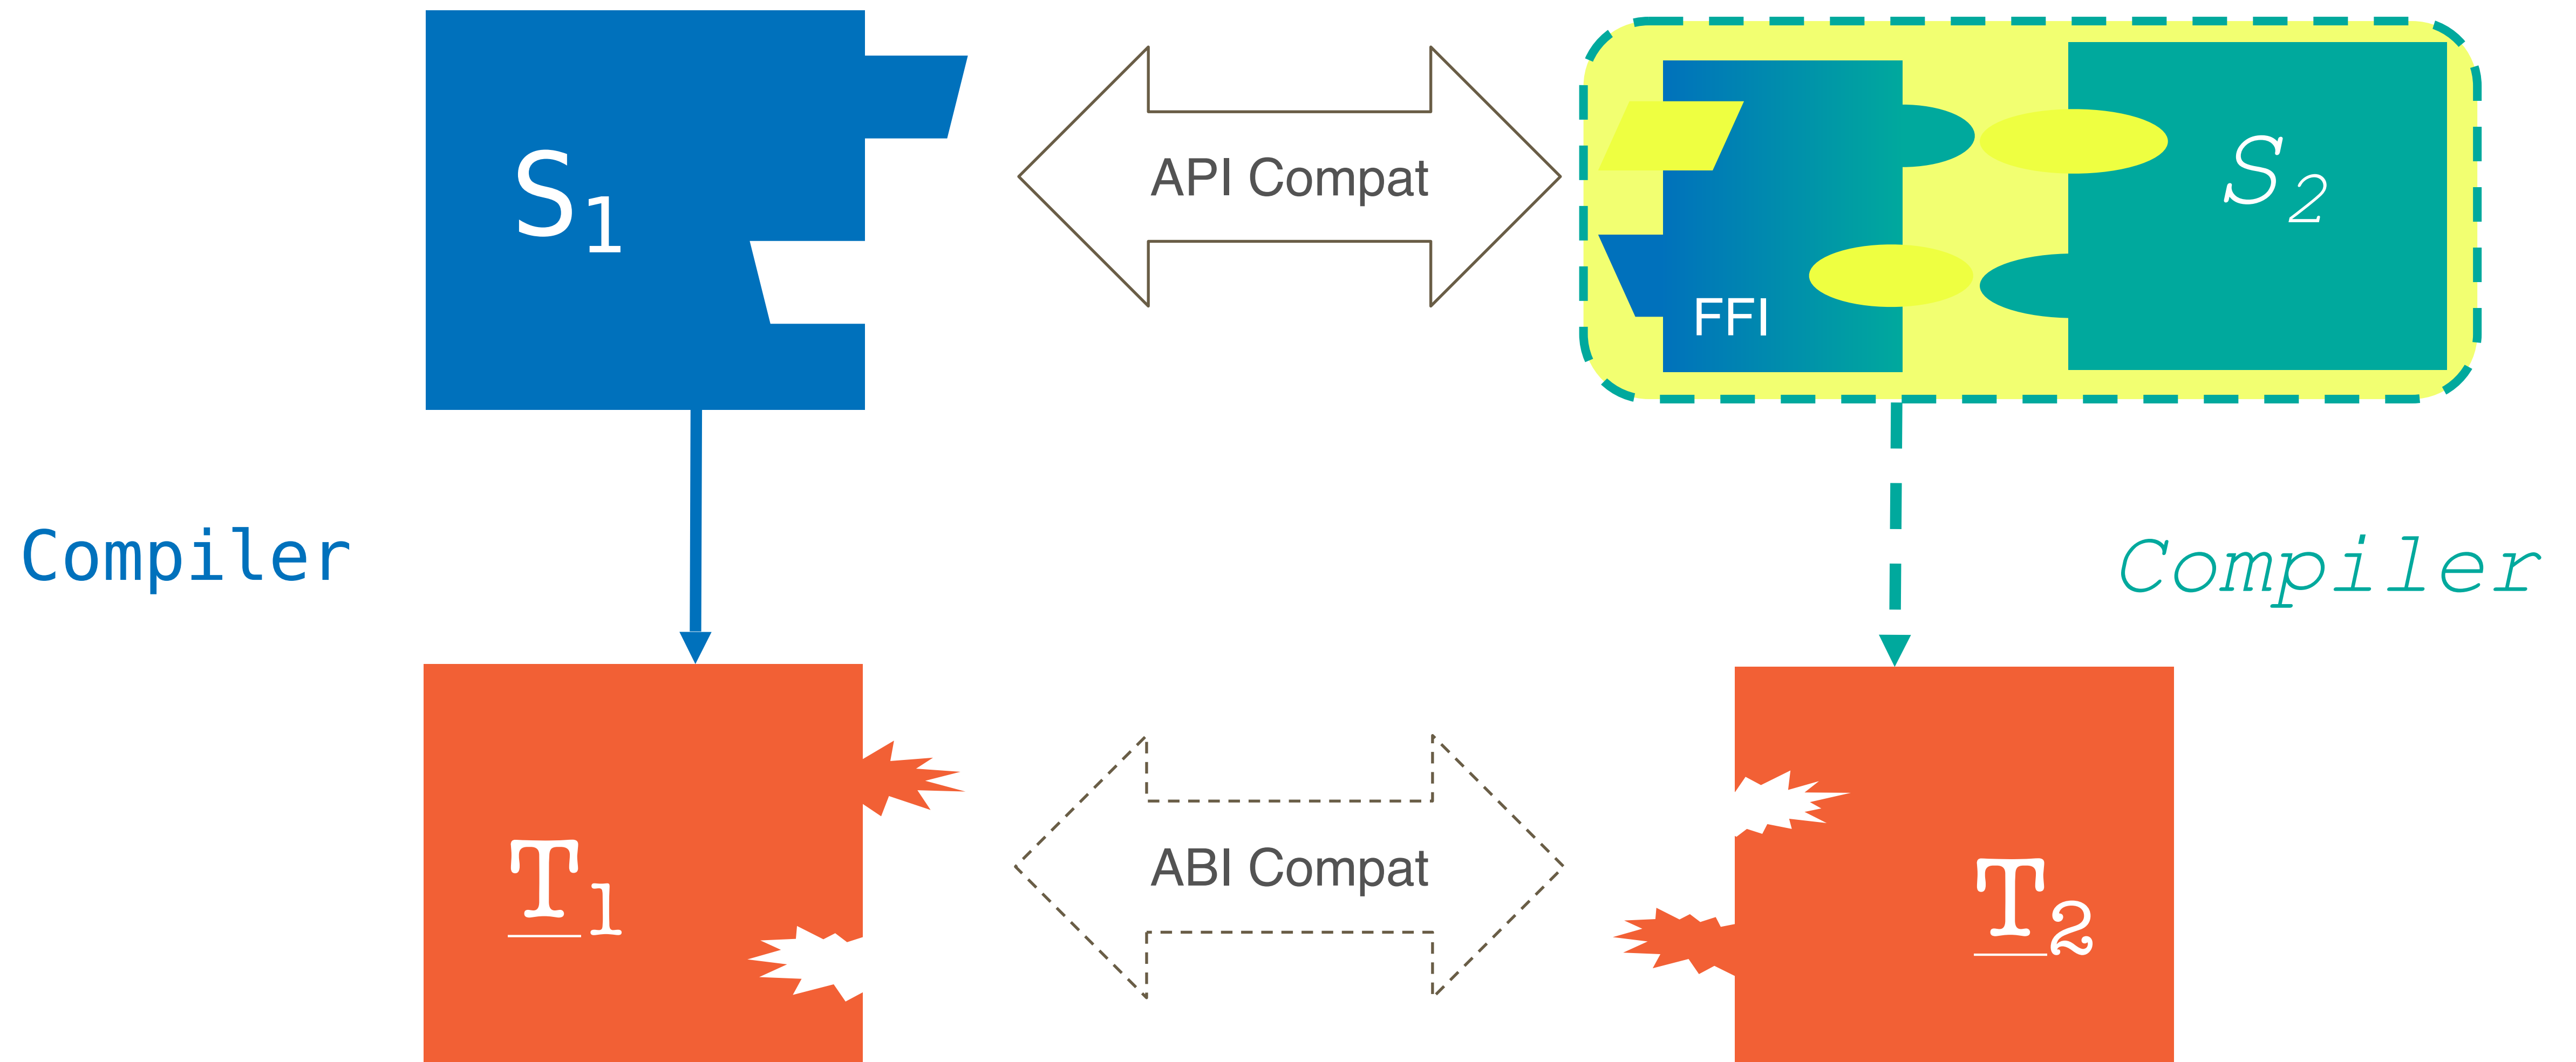 S₁
API Compat
FFI
S₂
Compiler
Compiler
T₁
ABI Compat
T₂